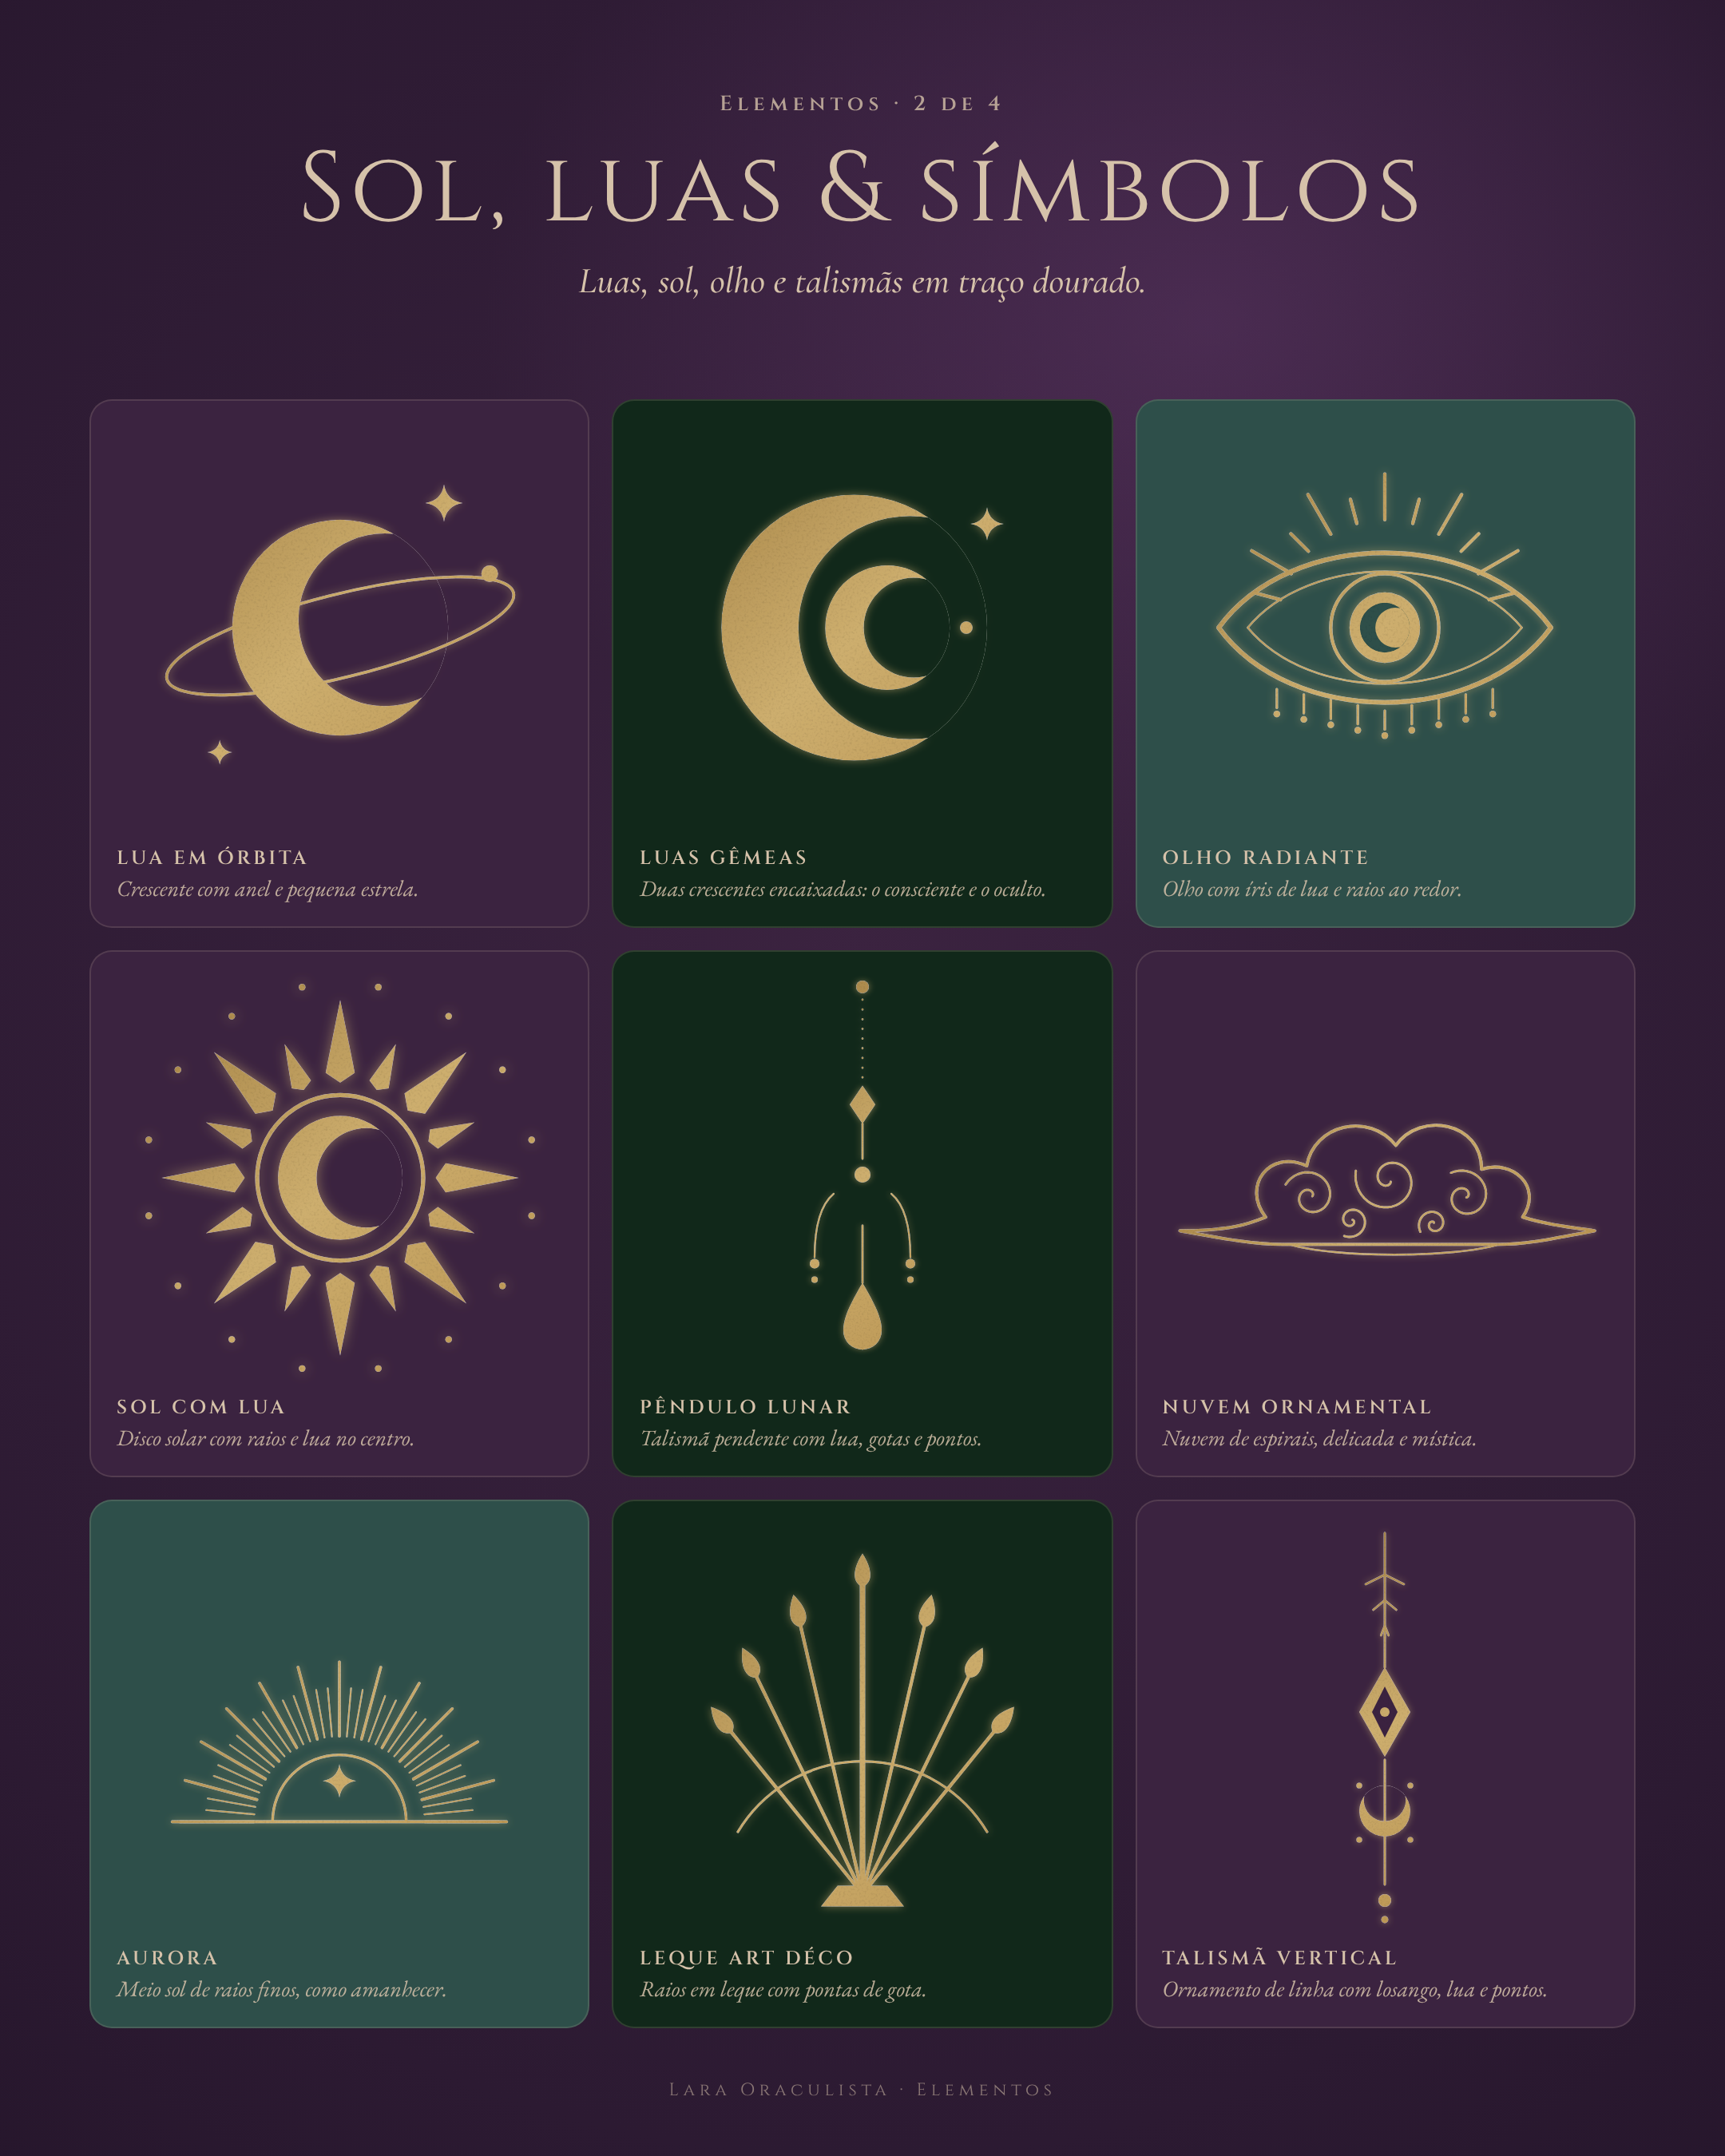 Elementos · 2 de 4
Sol, luas & símbolos
Luas, sol, olho e talismãs em traço dourado.
LUA EM ÓRBITA
Crescente com anel e pequena estrela.
LUAS GÊMEAS
Duas crescentes encaixadas: o consciente e o oculto.
OLHO RADIANTE
Olho com íris de lua e raios ao redor.
SOL COM LUA
Disco solar com raios e lua no centro.
PÊNDULO LUNAR
Talismã pendente com lua, gotas e pontos.
NUVEM ORNAMENTAL
Nuvem de espirais, delicada e mística.
AURORA
Meio sol de raios finos, como amanhecer.
LEQUE ART DÉCO
Raios em leque com pontas de gota.
TALISMÃ VERTICAL
Ornamento de linha com losango, lua e pontos.
Lara Oraculista · Elementos